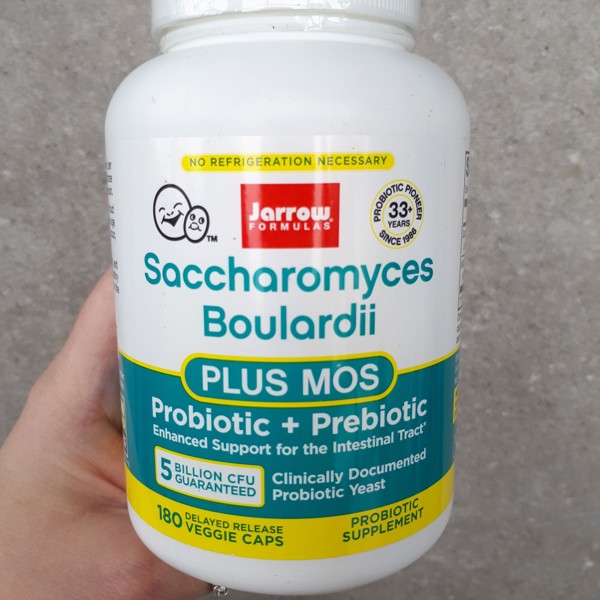 NO REFRIGERATION NECESSARY
TM
Jarrow
FORMULAS®
PROBIOTIC PIONEER
33+
YEARS
SINCE 1986
Saccharomyces
Boulardii
PLUS MOS
Probiotic + Prebiotic
Enhanced Support for the Intestinal Tract*
5 BILLION CFU
GUARANTEED
Clinically Documented
Probiotic Yeast
180 DELAYED RELEASE
VEGGIE CAPS
PROBIOTIC
SUPPLEMENT